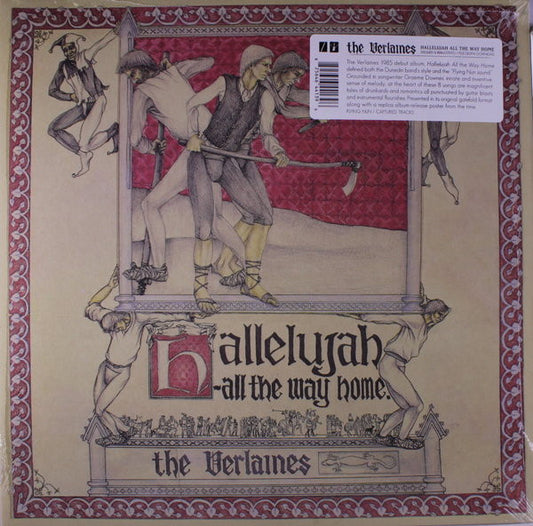 the Verlaines HALLELUJAH ALL THE WAY HOME
The Verlaines' 1985 debut album, Hallelujah All the Way Home
defined both the Dunedin band's style and the "Flying Nun sound."
Grounded in songwriter Graeme Downes' ornate and inventive
sense of melody, at the heart of these 8 songs are magnificent
tales of drunkards and romantics all punctuated by guitar blasts
and instrumental flourishes. Presented in its original gatefold format
along with a replica album-release poster from the time.
FLYING NUN / CAPTURED TRACKS
hallelujah
-all the way home.
the Verlaines